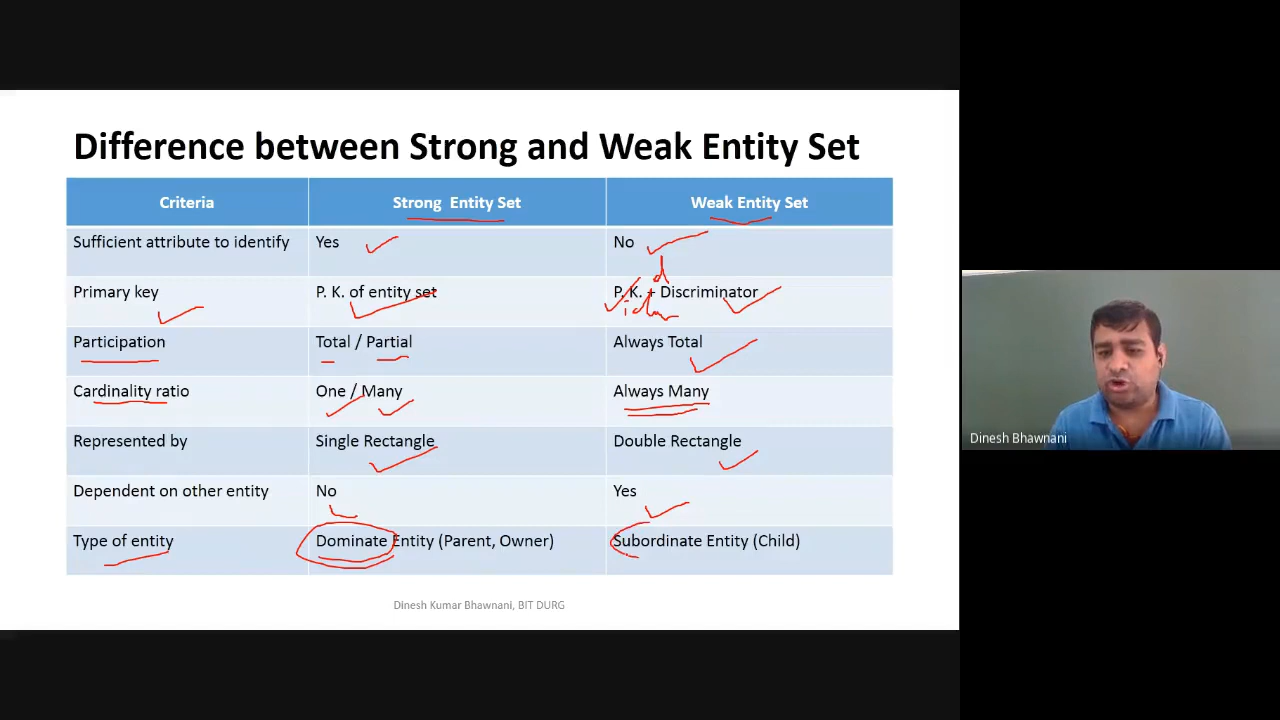 Difference between Strong and Weak Entity Set
Criteria Strong Entity Set Weak Entity Set
Sufficient attribute to identify Yes No
d
Primary key P. K. of entity set P. K. + Discriminator
Participation Total / Partial Always Total
Cardinality ratio One / Many Always Many
Represented by Single Rectangle Double Rectangle
Dependent on other entity No Yes
Type of entity Dominate Entity (Parent, Owner) Subordinate Entity (Child)
Dinesh Kumar Bhawnani, BIT DURG
Dinesh Bhawnani